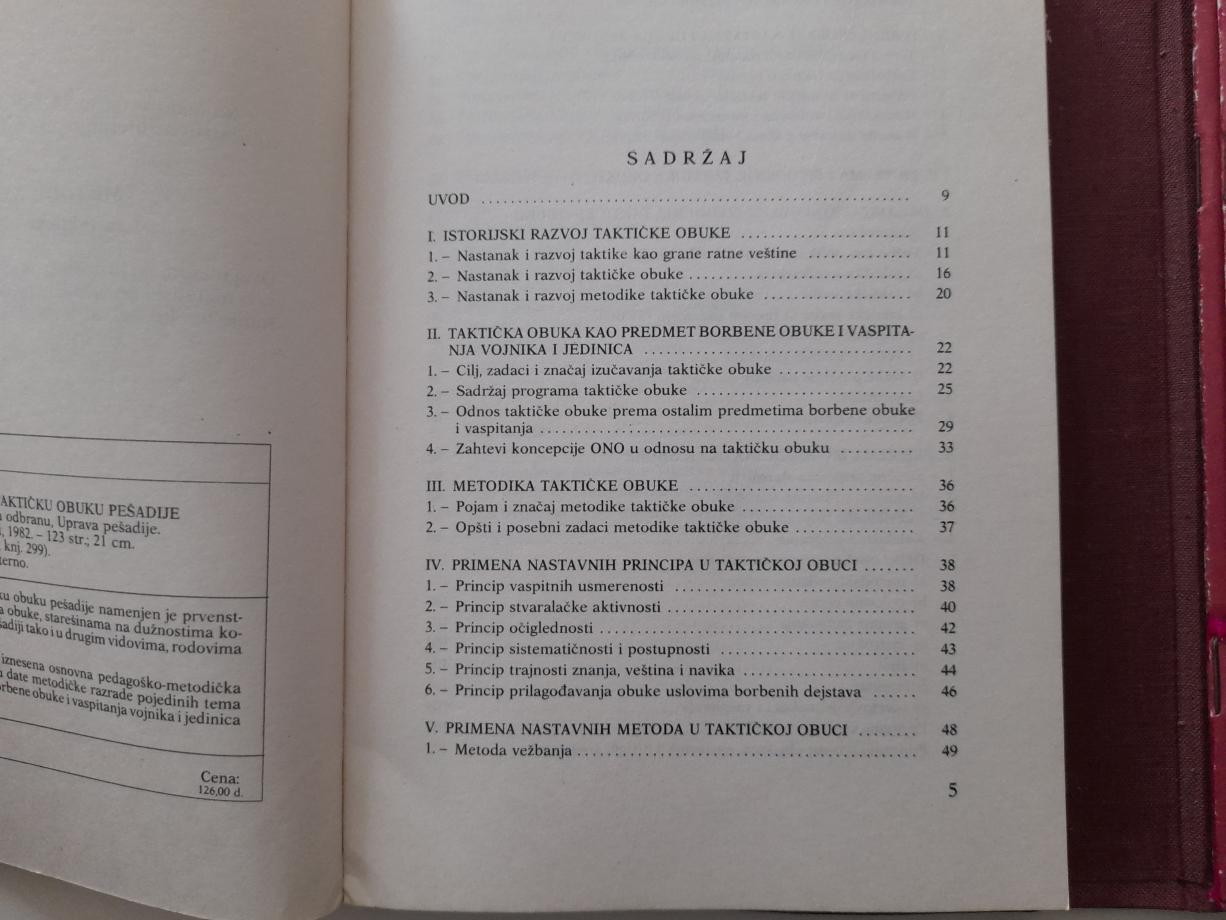 AKTIČKU OBUKU PEŠADIJE
odbranu, Uprava pešadije.
1982. – 123 str.; 21 cm.
knj. 299).
terno.
ku obuku pešadije namenjen je prvenst-
a obuke, starešinama na dužnostima ko-
šadiji tako i u drugim vidovima, rodovima
iznesena osnovna pedagoško-metodička
date metodičke razrade pojedinih tema
orbene obuke i vaspitanja vojnika i jedinica
Cena:
126,00 d.
SADRŽAJ
UVOD ........ 9
I. ISTORIJSKI RAZVOJ TAKTIČKE OBUKE ........ 11
1. – Nastanak i razvoj taktike kao grane ratne veštine ........ 11
2. – Nastanak i razvoj taktičke obuke ........ 16
3. – Nastanak i razvoj metodike taktičke obuke ........ 20
II. TAKTIČKA OBUKA KAO PREDMET BORBENE OBUKE I VASPITA-
NJA VOJNIKA I JEDINICA ........ 22
1. – Cilj, zadaci i značaj izučavanja taktičke obuke ........ 22
2. – Sadržaj programa taktičke obuke ........ 25
3. – Odnos taktičke obuke prema ostalim predmetima borbene obuke
i vaspitanja ........ 29
4. – Zahtevi koncepcije ONO u odnosu na taktičku obuku ........ 33
III. METODIKA TAKTIČKE OBUKE ........ 36
1. – Pojam i značaj metodike taktičke obuke ........ 36
2. – Opšti i posebni zadaci metodike taktičke obuke ........ 37
IV. PRIMENA NASTAVNIH PRINCIPA U TAKTIČKOJ OBUCI ........ 38
1. – Princip vaspitnih usmerenosti ........ 38
2. – Princip stvaralačke aktivnosti ........ 40
3. – Princip očiglednosti ........ 42
4. – Princip sistematičnosti i postupnosti ........ 43
5. – Princip trajnosti znanja, veština i navika ........ 44
6. – Princip prilagođavanja obuke uslovima borbenih dejstava ........ 46
V. PRIMENA NASTAVNIH METODA U TAKTIČKOJ OBUCI ........ 48
1. – Metoda vežbanja ........ 49
5